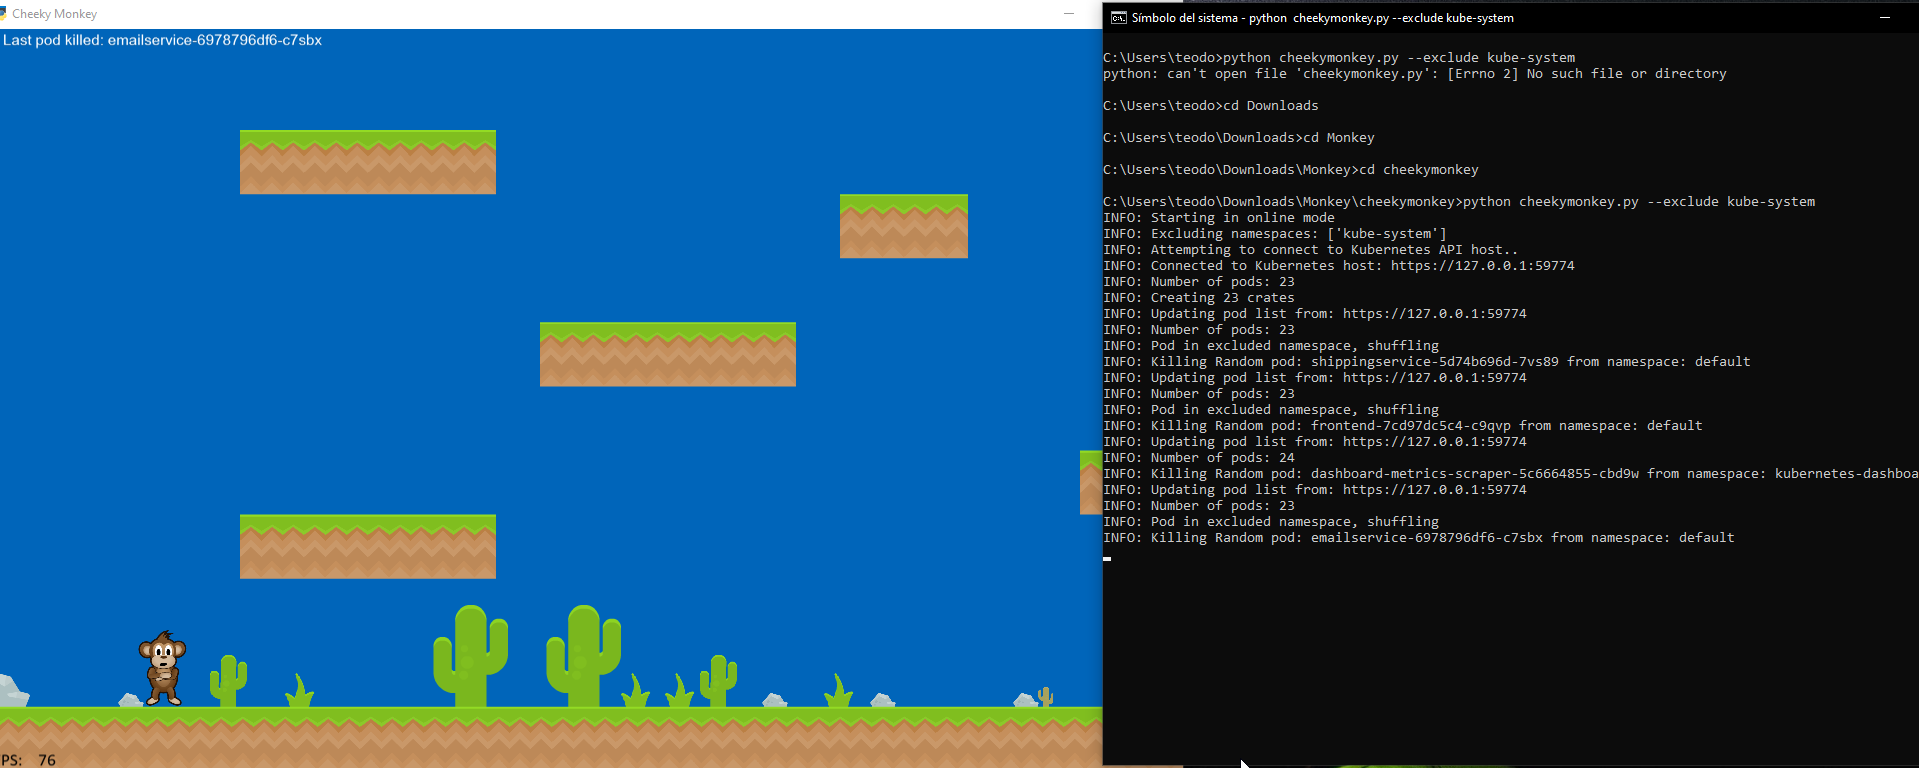 Cheeky Monkey
Last pod killed: emailservice-6978796df6-c7sbx
PS: 76
Símbolo del sistema - python  cheekymonkey.py --exclude kube-system
C:\Users\teodo>python cheekymonkey.py --exclude kube-system
python: can't open file 'cheekymonkey.py': [Errno 2] No such file or directory
C:\Users\teodo>cd Downloads
C:\Users\teodo\Downloads>cd Monkey
C:\Users\teodo\Downloads\Monkey>cd cheekymonkey
C:\Users\teodo\Downloads\Monkey\cheekymonkey>python cheekymonkey.py --exclude kube-system
INFO: Starting in online mode
INFO: Excluding namespaces: ['kube-system']
INFO: Attempting to connect to Kubernetes API host..
INFO: Connected to Kubernetes host: https://127.0.0.1:59774
INFO: Number of pods: 23
INFO: Creating 23 crates
INFO: Updating pod list from: https://127.0.0.1:59774
INFO: Number of pods: 23
INFO: Pod in excluded namespace, shuffling
INFO: Killing Random pod: shippingservice-5d74b696d-7vs89 from namespace: default
INFO: Updating pod list from: https://127.0.0.1:59774
INFO: Number of pods: 23
INFO: Pod in excluded namespace, shuffling
INFO: Killing Random pod: frontend-7cd97dc5c4-c9qvp from namespace: default
INFO: Updating pod list from: https://127.0.0.1:59774
INFO: Number of pods: 24
INFO: Killing Random pod: dashboard-metrics-scraper-5c6664855-cbd9w from namespace: kubernetes-dashboa
INFO: Updating pod list from: https://127.0.0.1:59774
INFO: Number of pods: 23
INFO: Pod in excluded namespace, shuffling
INFO: Killing Random pod: emailservice-6978796df6-c7sbx from namespace: default